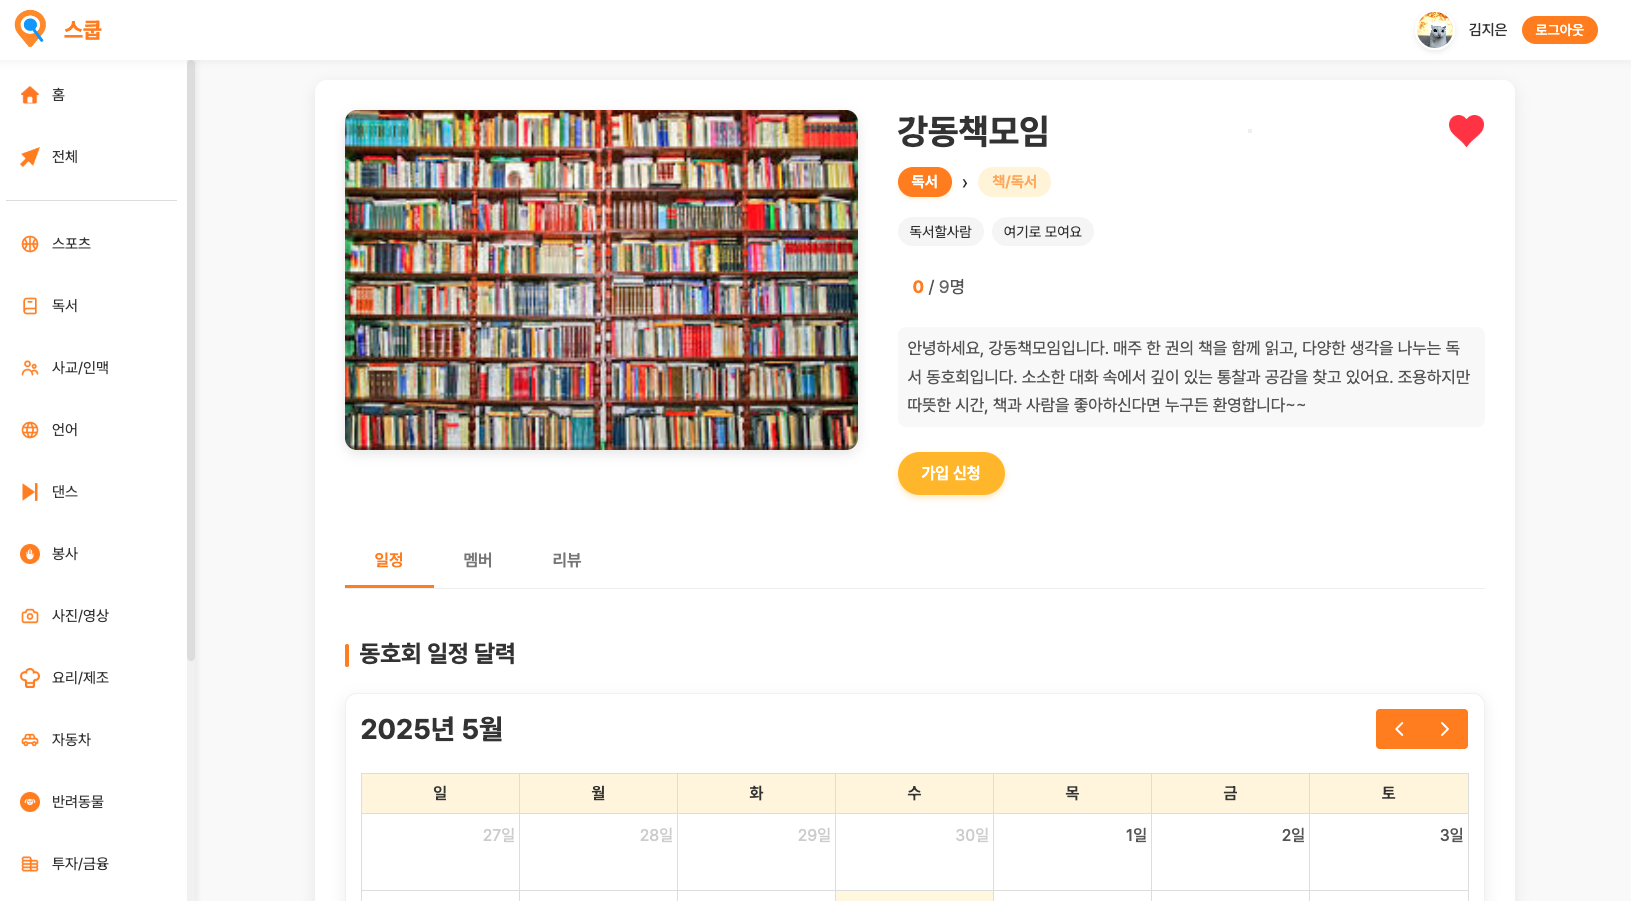 스쿱
김지은
로그아웃
홈
전체
스포츠
독서
사교/인맥
언어
댄스
봉사
사진/영상
요리/제조
자동차
반려동물
투자/금융
강동책모임
독서 › 책/독서
독서할사람 여기로 모여요
0 / 9명
안녕하세요, 강동책모임입니다. 매주 한 권의 책을 함께 읽고, 다양한 생각을 나누는 독
서 동호회입니다. 소소한 대화 속에서 깊이 있는 통찰과 공감을 찾고 있어요. 조용하지만
따뜻한 시간, 책과 사람을 좋아하신다면 누구든 환영합니다~~
가입 신청
일정 멤버 리뷰
동호회 일정 달력
2025년 5월
일 월 화 수 목 금 토
27일 28일 29일 30일 1일 2일 3일